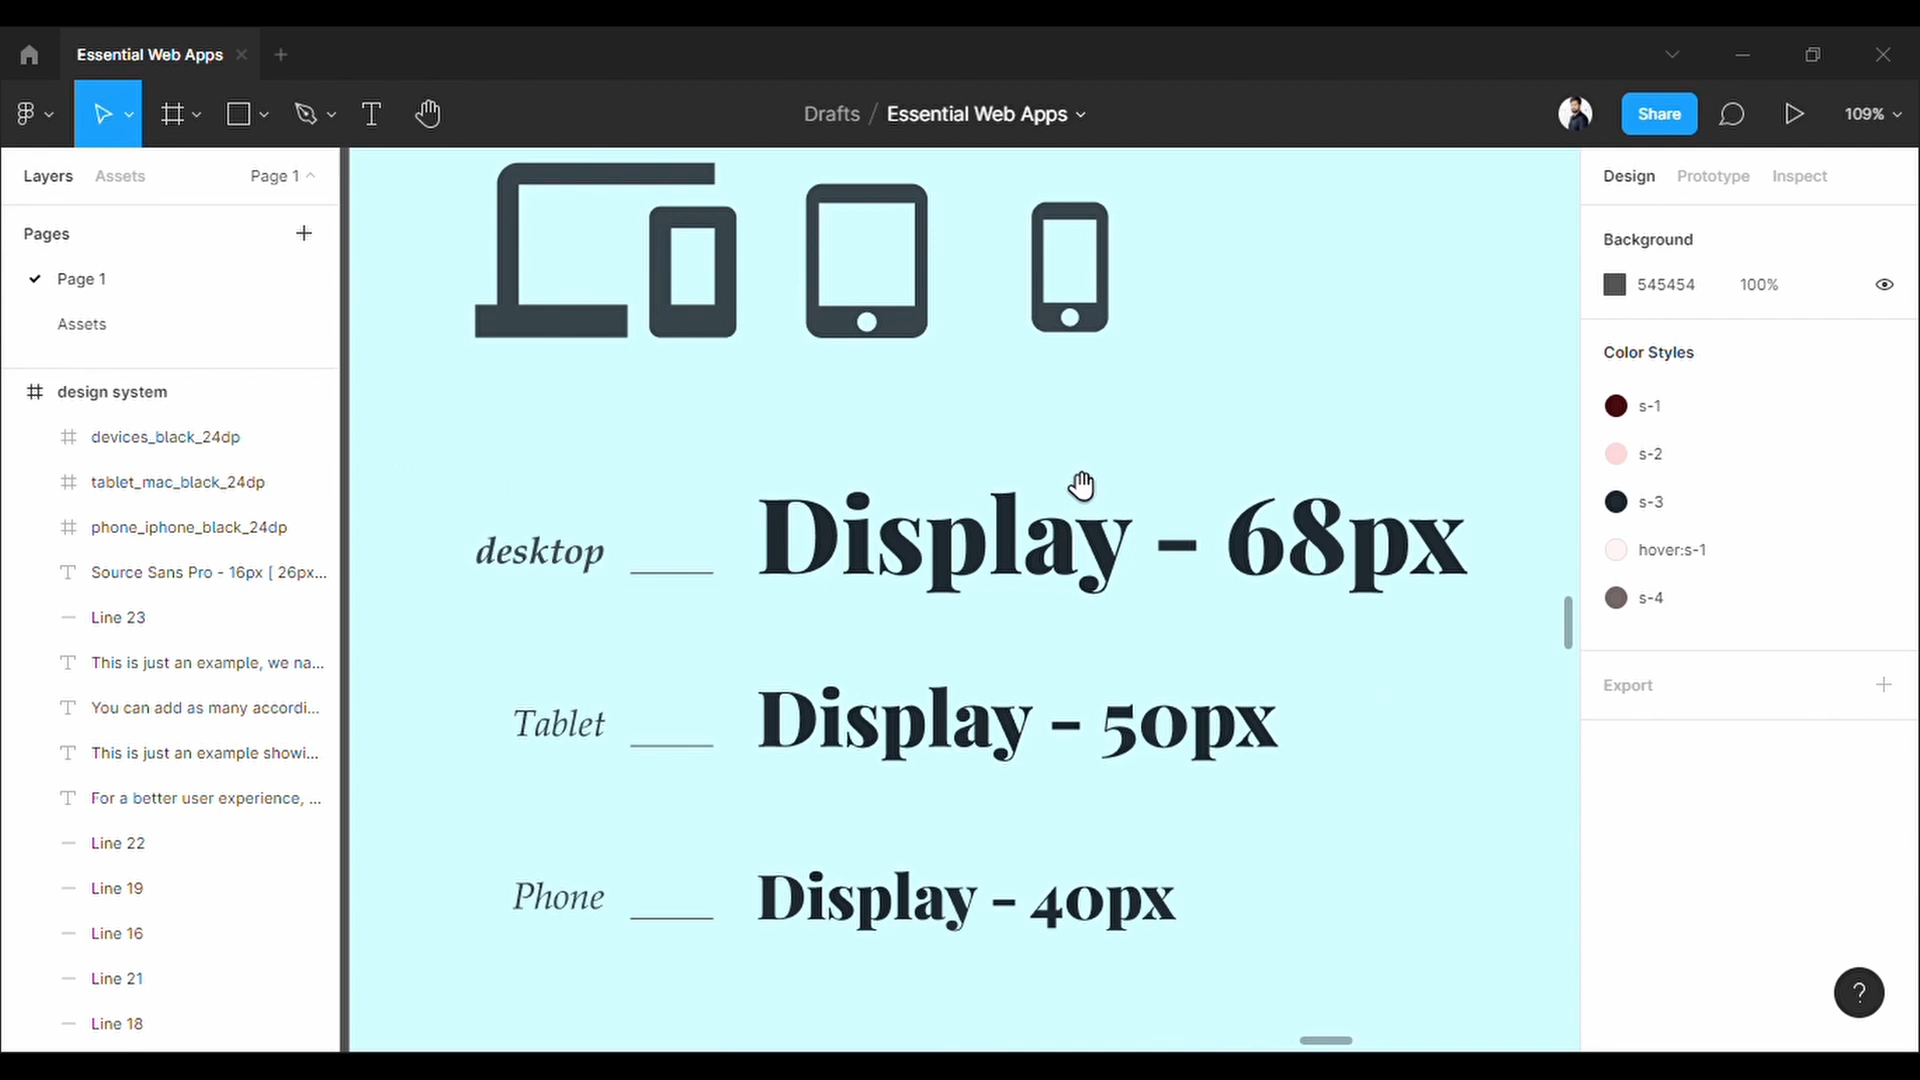 Essential Web Apps
Drafts / Essential Web Apps
Share
109%
Layers
Assets
Page 1
Pages
Page 1
Assets
design system
devices_black_24dp
tablet_mac_black_24dp
phone_iphone_black_24dp
Source Sans Pro - 16px [ 26px...
Line 23
This is just an example, we na...
You can add as many accordi...
This is just an example showi...
For a better user experience, ...
Line 22
Line 19
Line 16
Line 21
Line 18
desktop
Display - 68px
Tablet
Display - 50px
Phone
Display - 40px
Design
Prototype
Inspect
Background
545454
100%
Color Styles
s-1
s-2
s-3
hover:s-1
s-4
Export
?